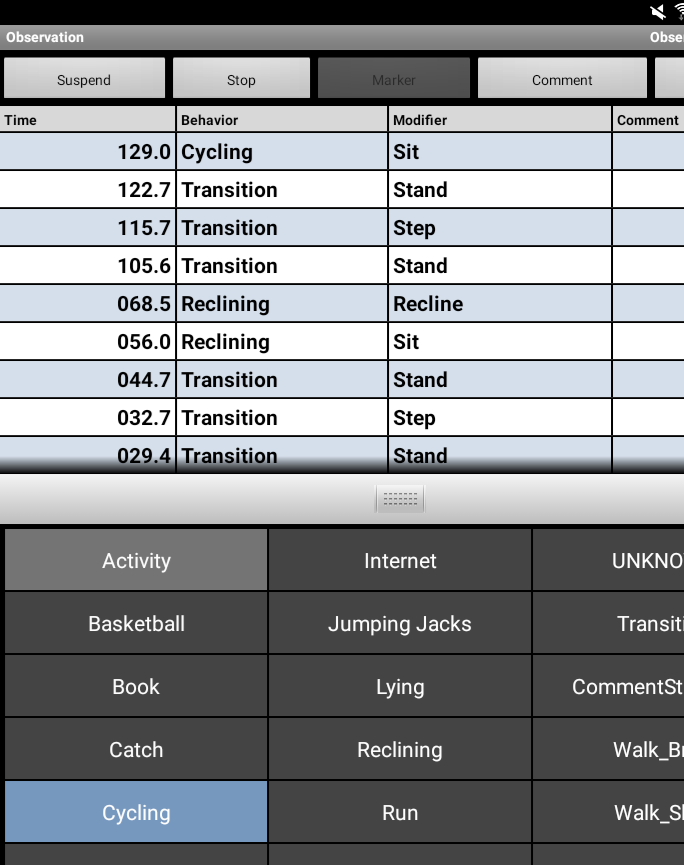 Observation Obse
Suspend Stop Marker Comment
Time Behavior Modifier Comment
129.0 Cycling Sit
122.7 Transition Stand
115.7 Transition Step
105.6 Transition Stand
068.5 Reclining Recline
056.0 Reclining Sit
044.7 Transition Stand
032.7 Transition Step
029.4 Transition Stand
Activity Internet UNKNO
Basketball Jumping Jacks Transiti
Book Lying CommentSt
Catch Reclining Walk_Br
Cycling Run Walk_Sl